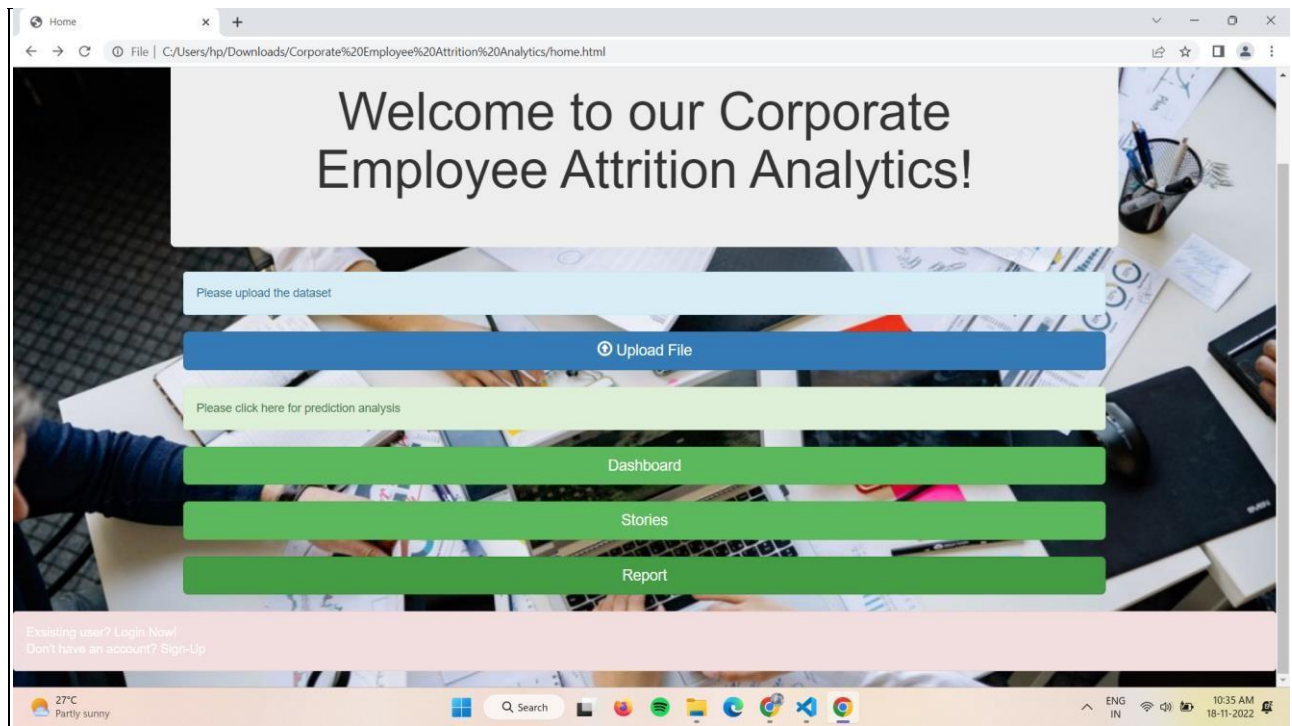 Home
File | C:/Users/hp/Downloads/Corporate%20Employee%20Attrition%20Analytics/home.html
Welcome to our Corporate
Employee Attrition Analytics!
Please upload the dataset
Upload File
Please click here for prediction analysis
Dashboard
Stories
Report
Exsisting user? Login Now!
Don't have an account? Sign-Up
27°C
Partly sunny
Search
ENG
IN
10:35 AM
18-11-2022